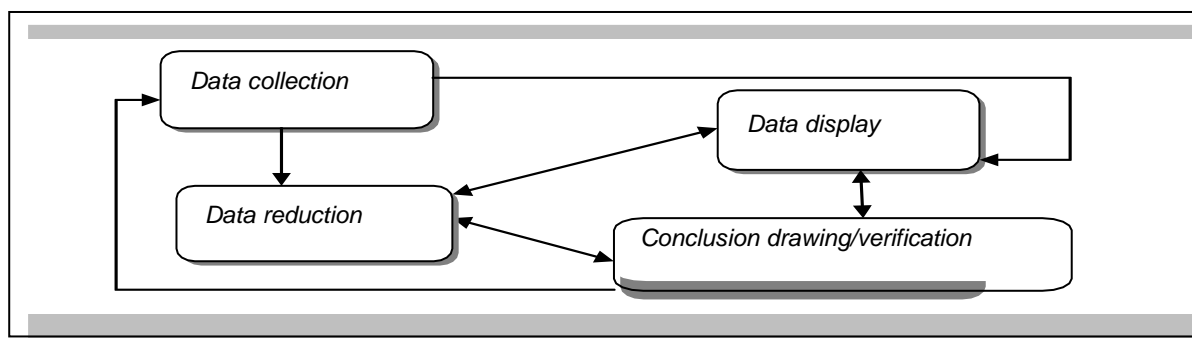 Data collection
Data display
Data reduction
Conclusion drawing/verification